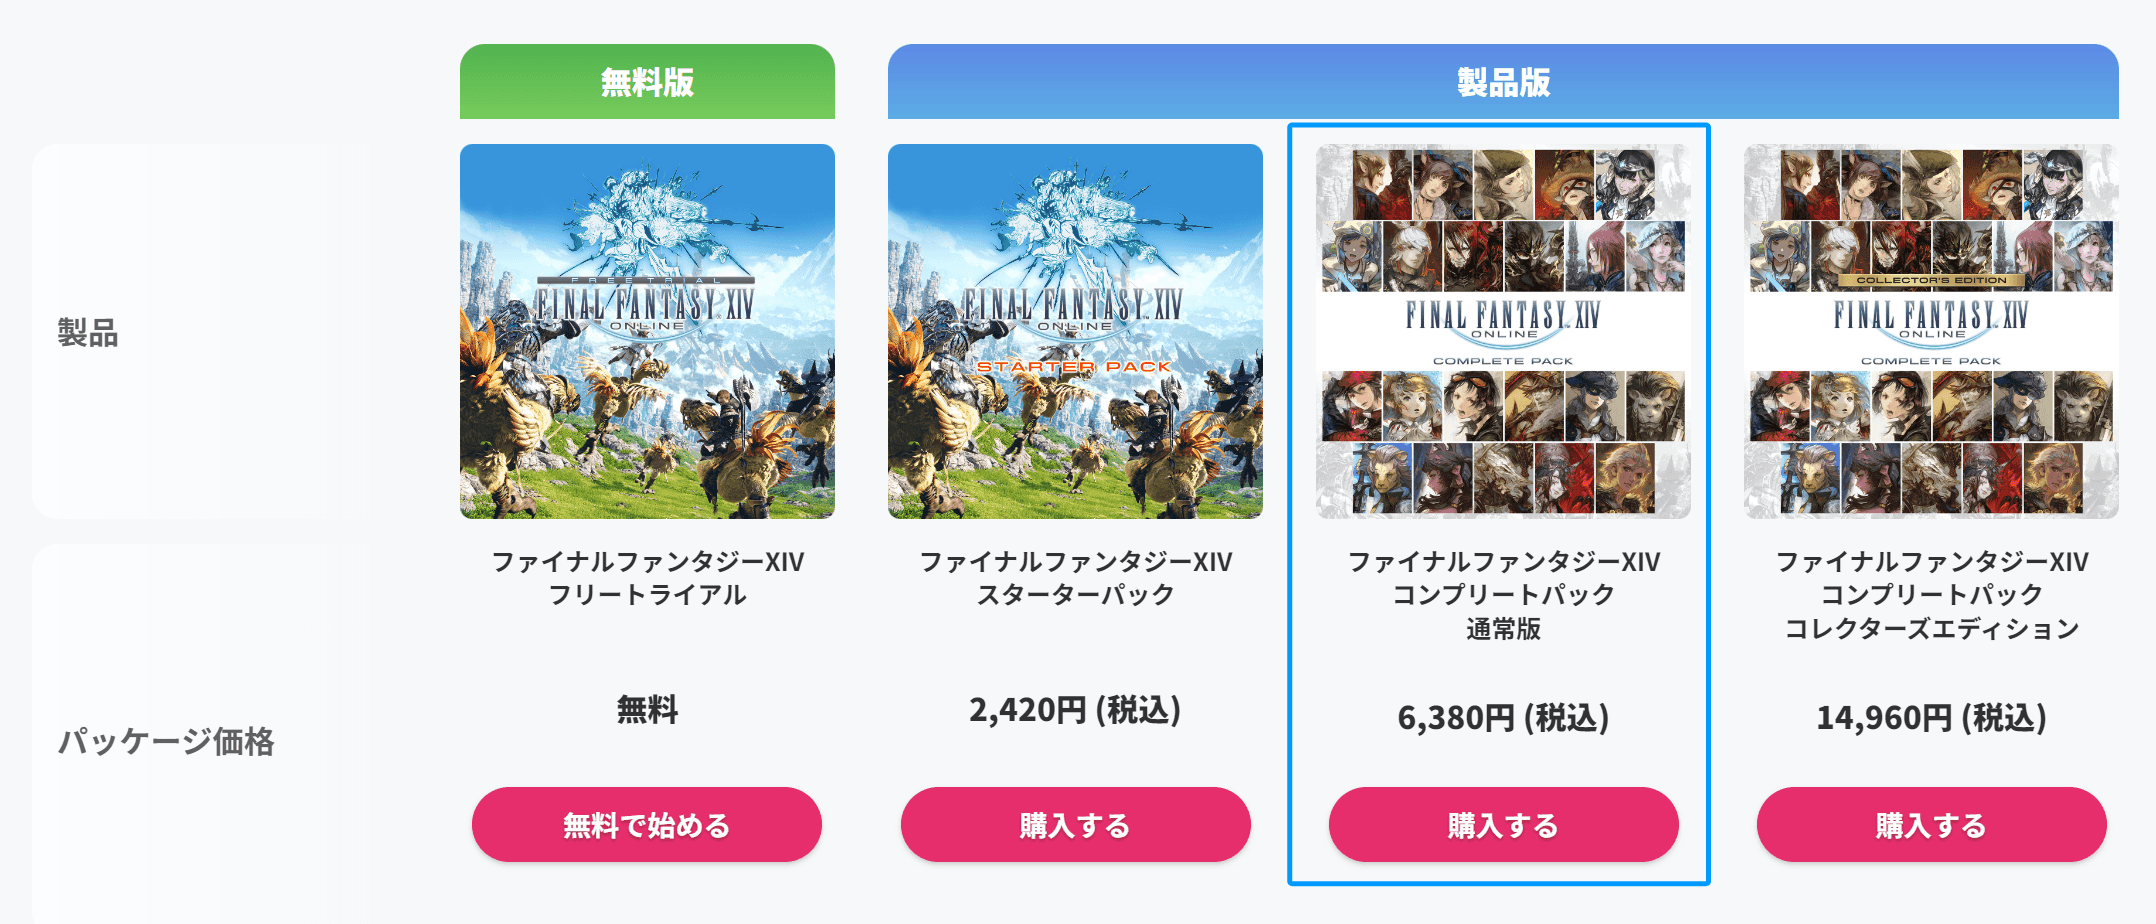 無料版
製品版
製品
FREE TRIAL
FINAL FANTASY XIV
ONLINE
FINAL FANTASY XIV
ONLINE
STARTER PACK
FINAL FANTASY XIV
ONLINE
COMPLETE PACK
COLLECTOR'S EDITION
FINAL FANTASY XIV
ONLINE
COMPLETE PACK
パッケージ価格
ファイナルファンタジーXIV
フリートライアル
無料
無料で始める
ファイナルファンタジーXIV
スターターパック
2,420円 (税込)
購入する
ファイナルファンタジーXIV
コンプリートパック
通常版
6,380円 (税込)
購入する
ファイナルファンタジーXIV
コンプリートパック
コレクターズエディション
14,960円 (税込)
購入する